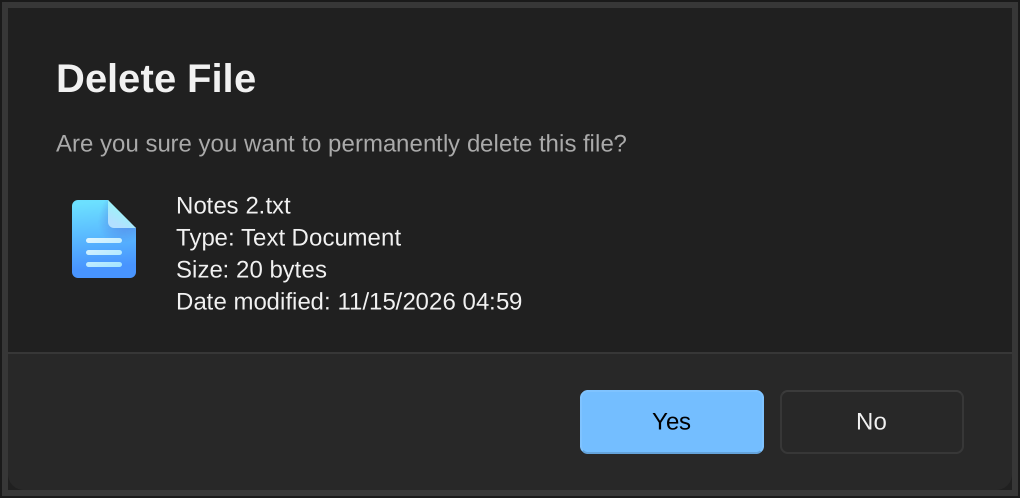 Delete File
Are you sure you want to permanently delete this file?
Notes 2.txt
Type: Text Document
Size: 20 bytes
Date modified: 11/15/2026 04:59
Yes
No